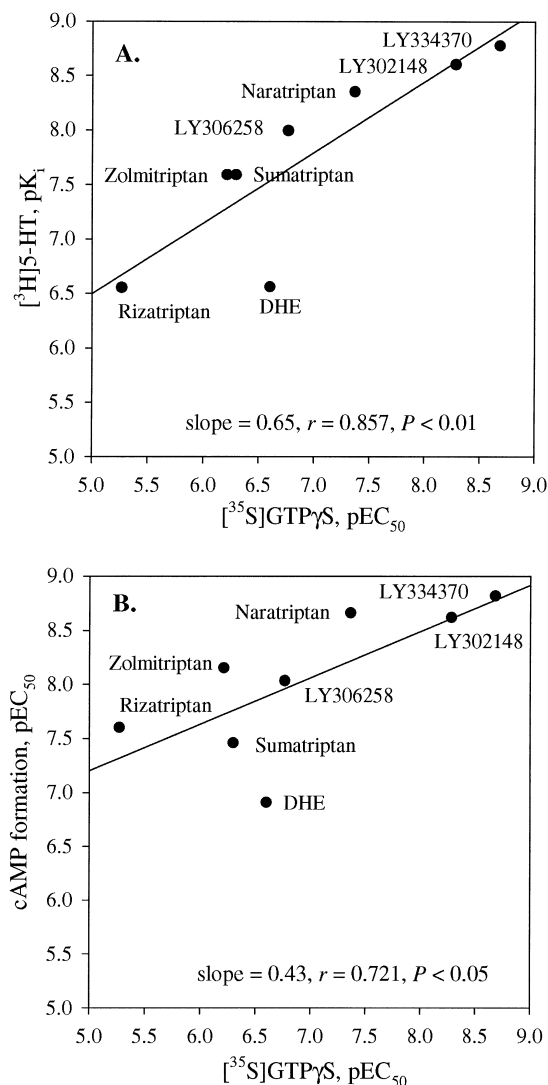 A.
9.0
8.5
8.0
7.5
7.0
6.5
6.0
5.5
5.0
[³H]5-HT, pKᵢ
LY334370
LY302148
Naratriptan
LY306258
Zolmitriptan
Sumatriptan
Rizatriptan
DHE
slope = 0.65, r = 0.857, P < 0.01
5.0 5.5 6.0 6.5 7.0 7.5 8.0 8.5 9.0
[³⁵S]GTPγS, pEC₅₀
B.
9.0
8.5
8.0
7.5
7.0
6.5
6.0
5.5
5.0
cAMP formation, pEC₅₀
LY334370
Naratriptan
LY302148
Zolmitriptan
LY306258
Rizatriptan
Sumatriptan
DHE
slope = 0.43, r = 0.721, P < 0.05
5.0 5.5 6.0 6.5 7.0 7.5 8.0 8.5 9.0
[³⁵S]GTPγS, pEC₅₀